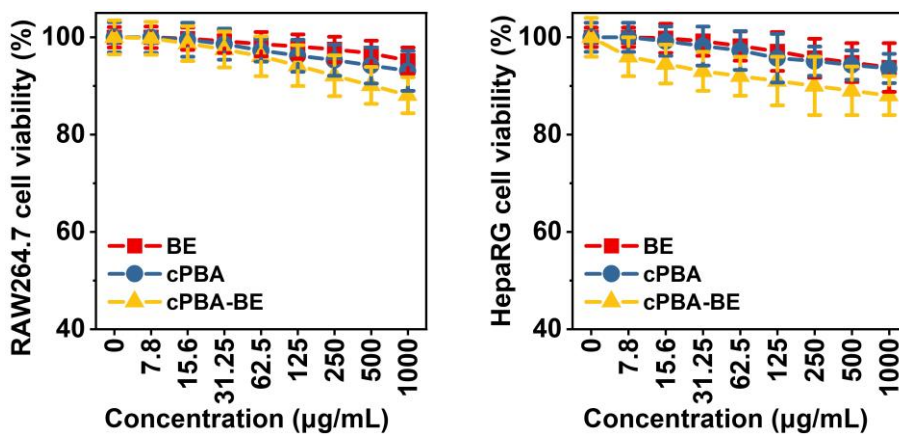 RAW264.7 cell viability (%)
100
80
60
40
BE
cPBA
cPBA-BE
0
7.8
15.6
31.25
62.5
125
250
500
1000
Concentration (μg/mL)
HepaRG cell viability (%)
100
80
60
40
BE
cPBA
cPBA-BE
0
7.8
15.6
31.25
62.5
125
250
500
1000
Concentration (μg/mL)